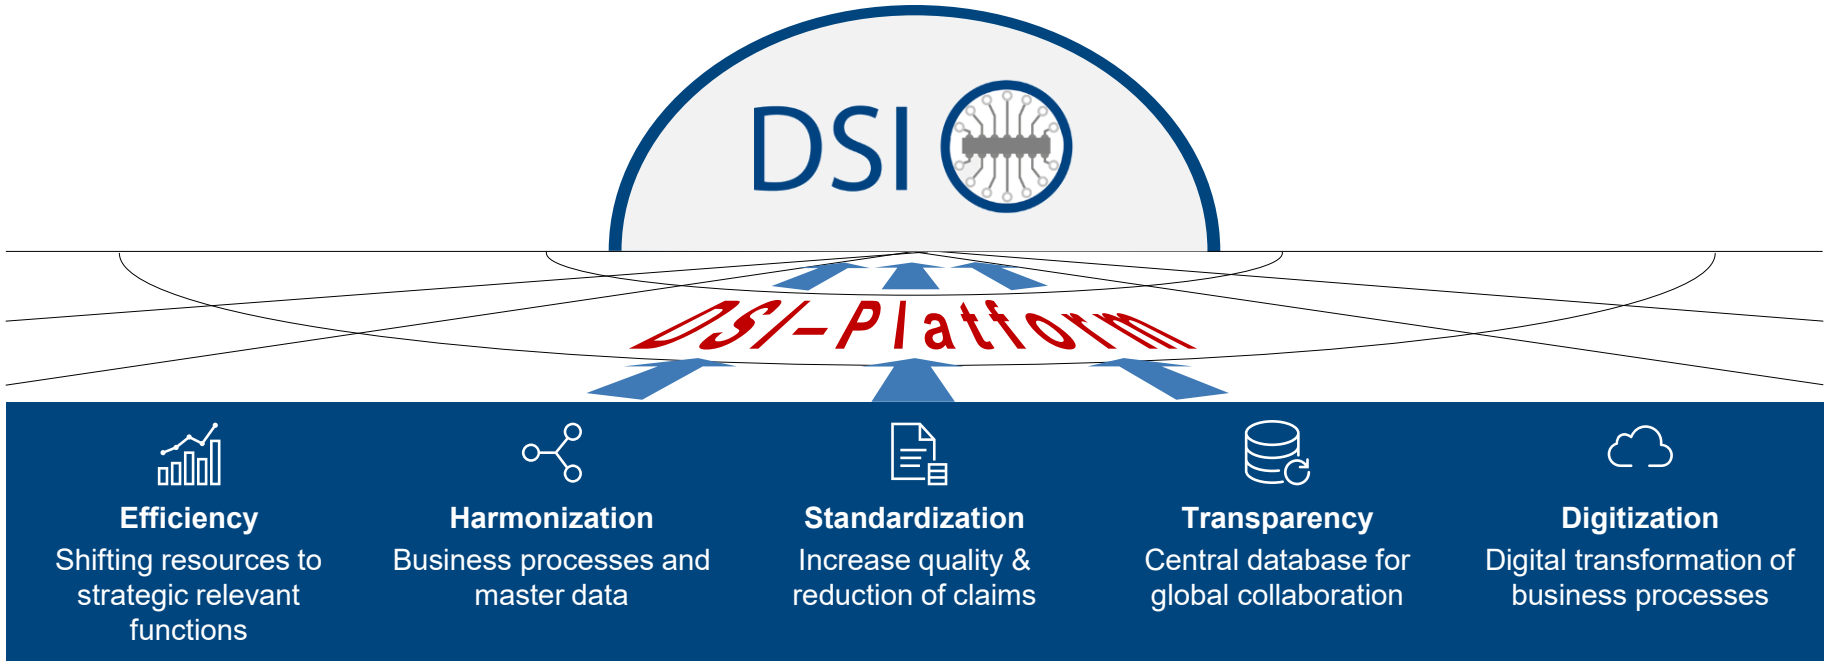 DSI
DSI-Platform
Efficiency
Shifting resources to
strategic relevant
functions
Harmonization
Business processes and
master data
Standardization
Increase quality &
reduction of claims
Transparency
Central database for
global collaboration
Digitization
Digital transformation of
business processes